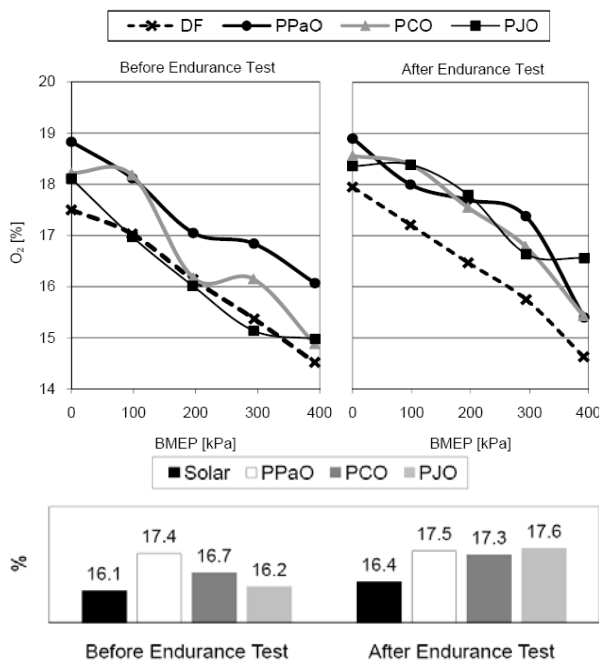 DF PPaO PCO PJO
Before Endurance Test After Endurance Test
O₂ [%]
20
19
18
17
16
15
14
0 100 200 300 400 0 100 200 300 400
BMEP [kPa] BMEP [kPa]
Solar PPaO PCO PJO
%
16.1 17.4 16.7 16.2 16.4 17.5 17.3 17.6
Before Endurance Test After Endurance Test